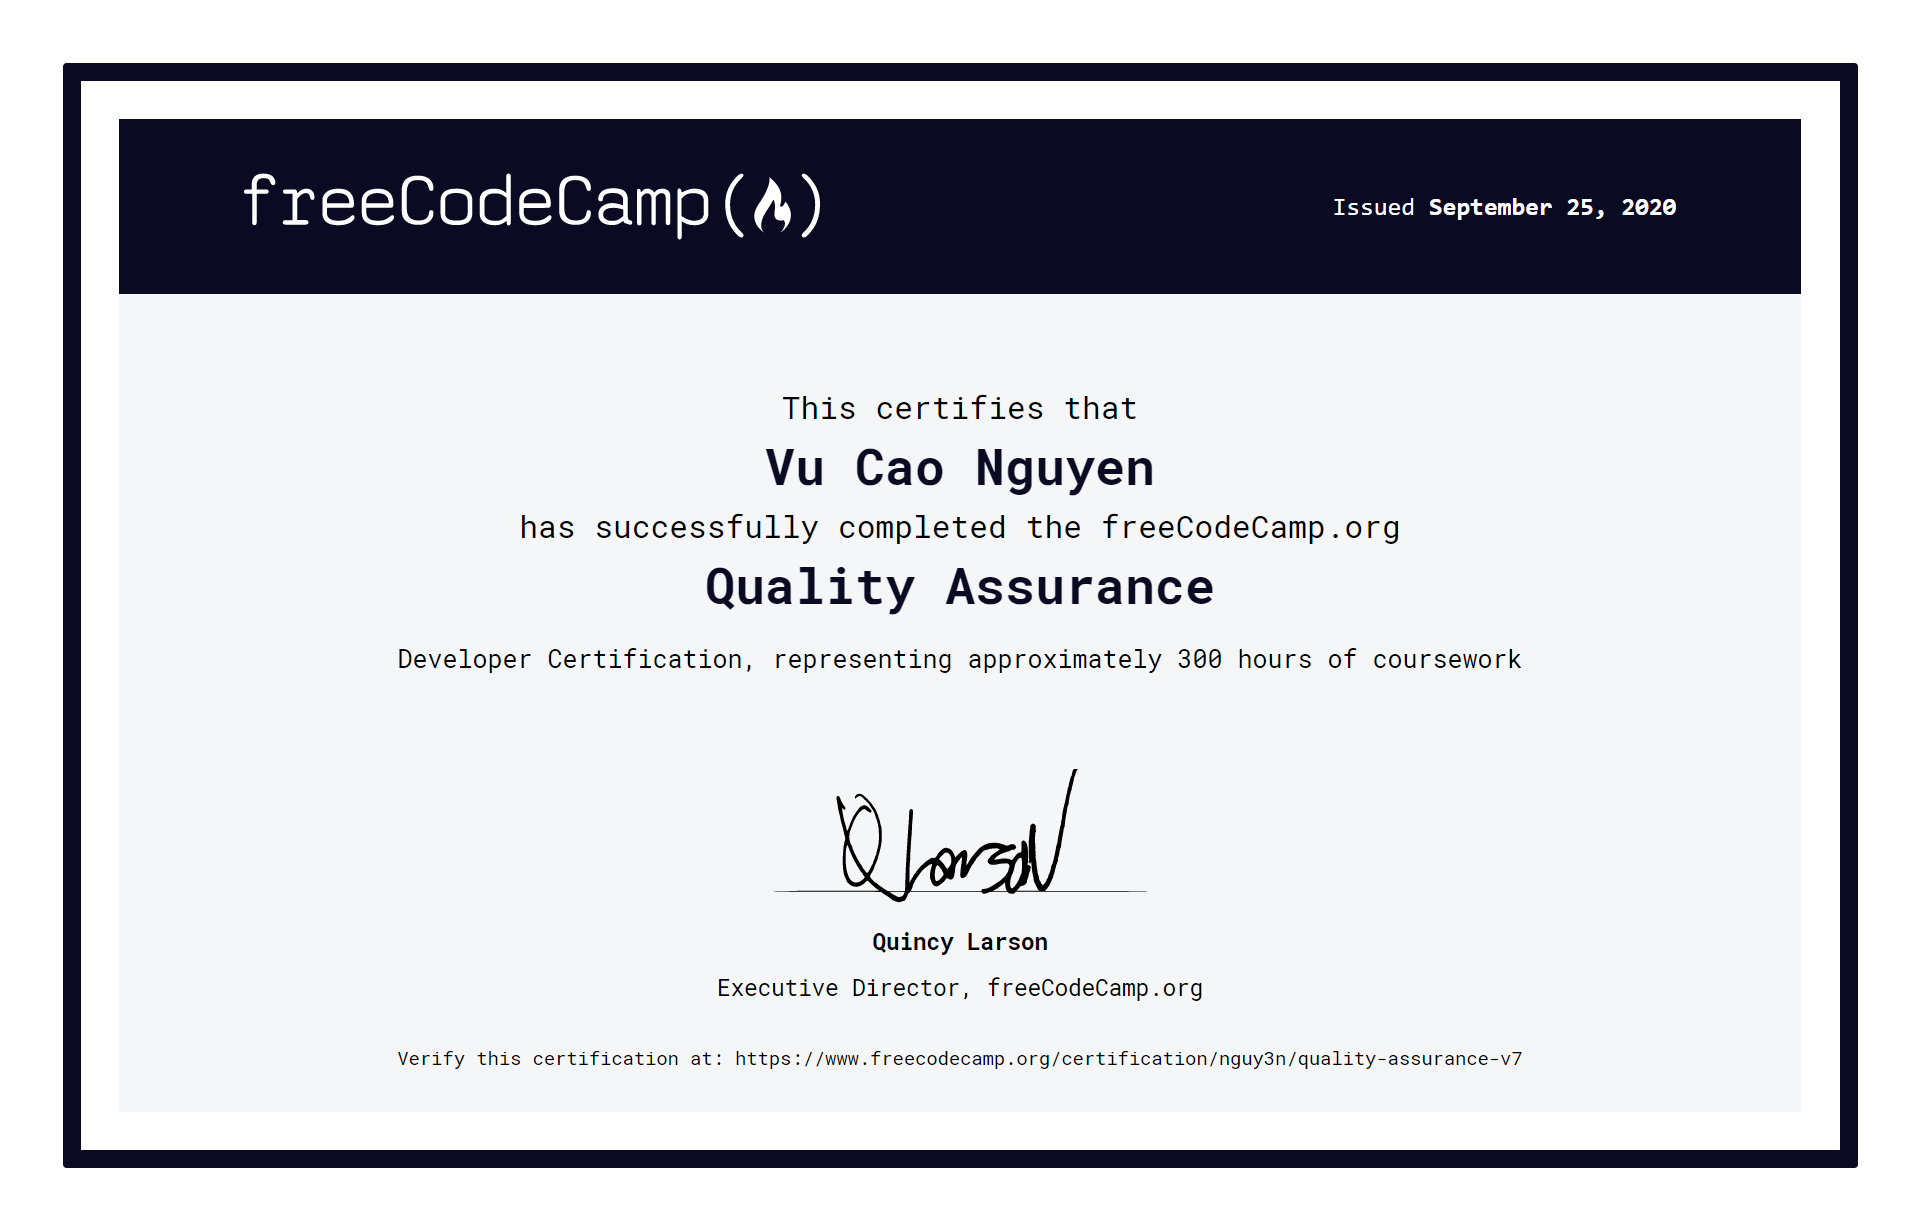 freeCodeCamp(🔥)
Issued September 25, 2020
This certifies that
Vu Cao Nguyen
has successfully completed the freeCodeCamp.org
Quality Assurance
Developer Certification, representing approximately 300 hours of coursework
Q Larson
Quincy Larson
Executive Director, freeCodeCamp.org
Verify this certification at: https://www.freecodecamp.org/certification/nguy3n/quality-assurance-v7